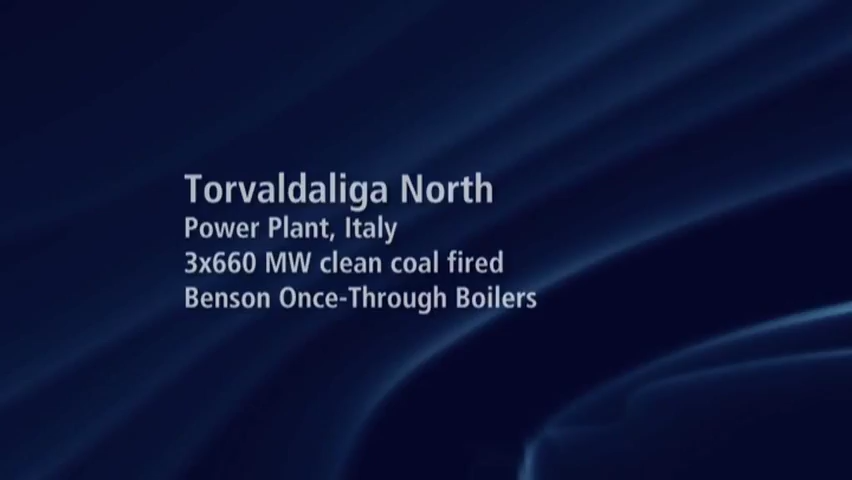 Torvaldaliga North
Power Plant, Italy
3x660 MW clean coal fired
Benson Once-Through Boilers